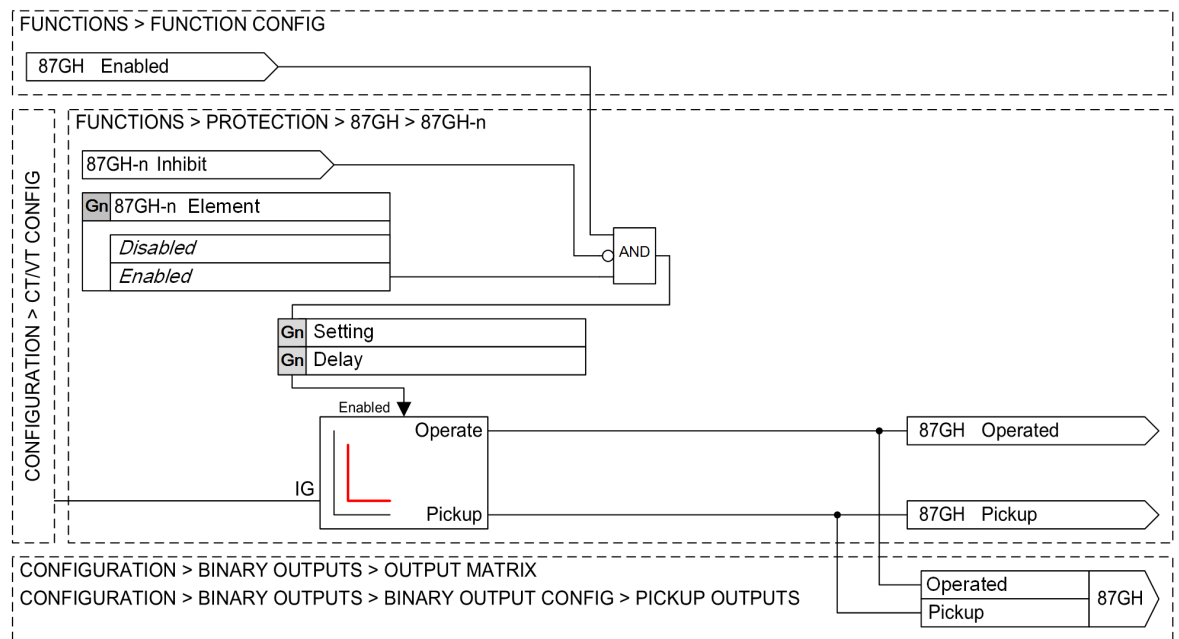 FUNCTIONS > FUNCTION CONFIG
87GH Enabled
CONFIGURATION > CT/VT CONFIG
FUNCTIONS > PROTECTION > 87GH > 87GH-n
87GH-n Inhibit
Gn 87GH-n Element
Disabled
Enabled
AND
Gn Setting
Gn Delay
Enabled
Operate
IG
Pickup
87GH Operated
87GH Pickup
CONFIGURATION > BINARY OUTPUTS > OUTPUT MATRIX
CONFIGURATION > BINARY OUTPUTS > BINARY OUTPUT CONFIG > PICKUP OUTPUTS
Operated
Pickup
87GH